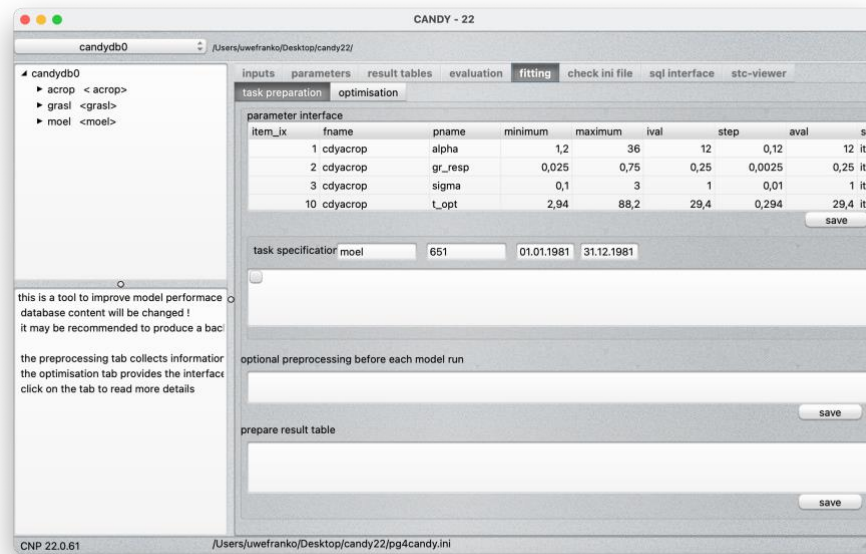 CANDY - 22
candydb0
/Users/uwefranko/Desktop/candy22/
candydb0
acrop < acrop>
grasl <grasl>
moel <moel>
inputs parameters result tables evaluation fitting check ini file sql interface stc-viewer
task preparation optimisation
parameter interface
item_ix fname pname minimum maximum ival step aval s
1 cdyacrop alpha 1,2 36 12 0,12 12 it
2 cdyacrop gr_resp 0,025 0,75 0,25 0,0025 0,25 it
3 cdyacrop sigma 0,1 3 1 0,01 1 it
10 cdyacrop t_opt 2,94 88,2 29,4 0,294 29,4 it
save
task specification moel 651 01.01.1981 31.12.1981
this is a tool to improve model performace
database content will be changed !
it may be recommended to produce a bac
the preprocessing tab collects information
the optimisation tab provides the interface
click on the tab to read more details
optional preprocessing before each model run
save
prepare result table
save
CNP 22.0.61
/Users/uwefranko/Desktop/candy22/pg4candy.ini